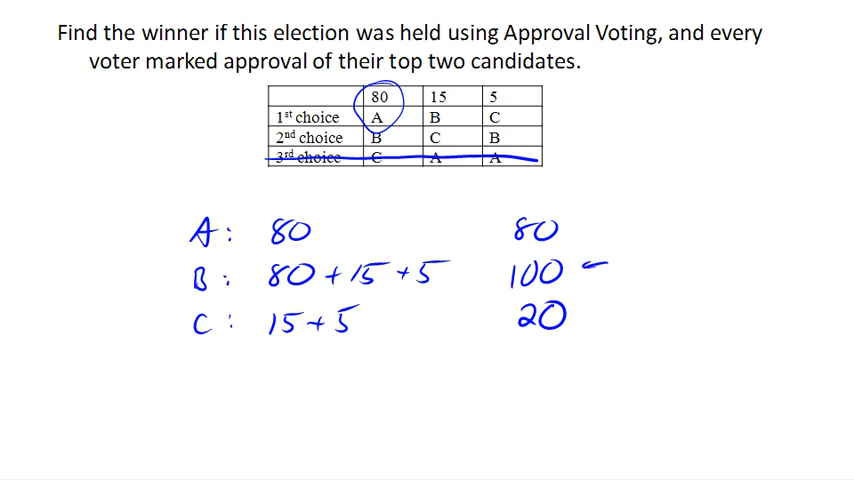 Find the winner if this election was held using Approval Voting, and every
voter marked approval of their top two candidates.
80 15 5
1st choice A B C
2nd choice B C B
3rd choice C A A
A: 80 80
B: 80 + 15 + 5 100 -
C: 15 + 5 20